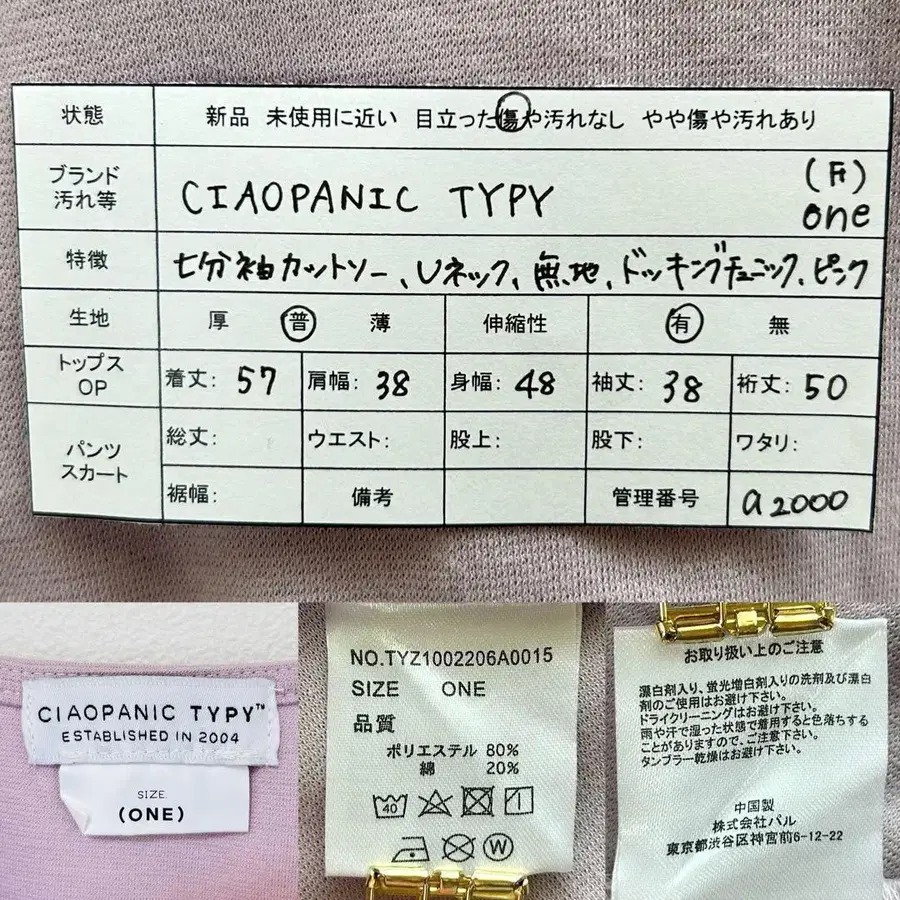 状態 新品 未使用に近い 目立った傷や汚れなし やや傷や汚れあり
ブランド
汚れ等
CIAOPANIC TYPY
one
特徴 七分袖カットソー、Uネック、無地、ドッキングチュニック、ピンク
生地 厚 普 薄 伸縮性 有 無
トップス
OP
着丈: 57 肩幅: 38 身幅: 48 袖丈: 38 裄丈: 50
パンツ
スカート
総丈: ウエスト: 股上: 股下: ワタリ:
裾幅: 備考 管理番号 a2000
CIAOPANIC TYPY™
ESTABLISHED IN 2004
SIZE
(ONE)
NO.TYZ1002206A0015
SIZE ONE
品質
ポリエステル 80%
綿 20%
40
W
お取り扱い上のご注意
漂白剤入り、蛍光増白剤入りの洗剤及び漂白
剤のご使用はお避け下さい。
ドライクリーニングはお避け下さい。
雨や汗で湿った状態で着用すると色落ちする
ことがありますので、ご注意下さい。
タンブラー乾燥はお避け下さい。
中国製
株式会社パル
東京都渋谷区神宮前6-12-22